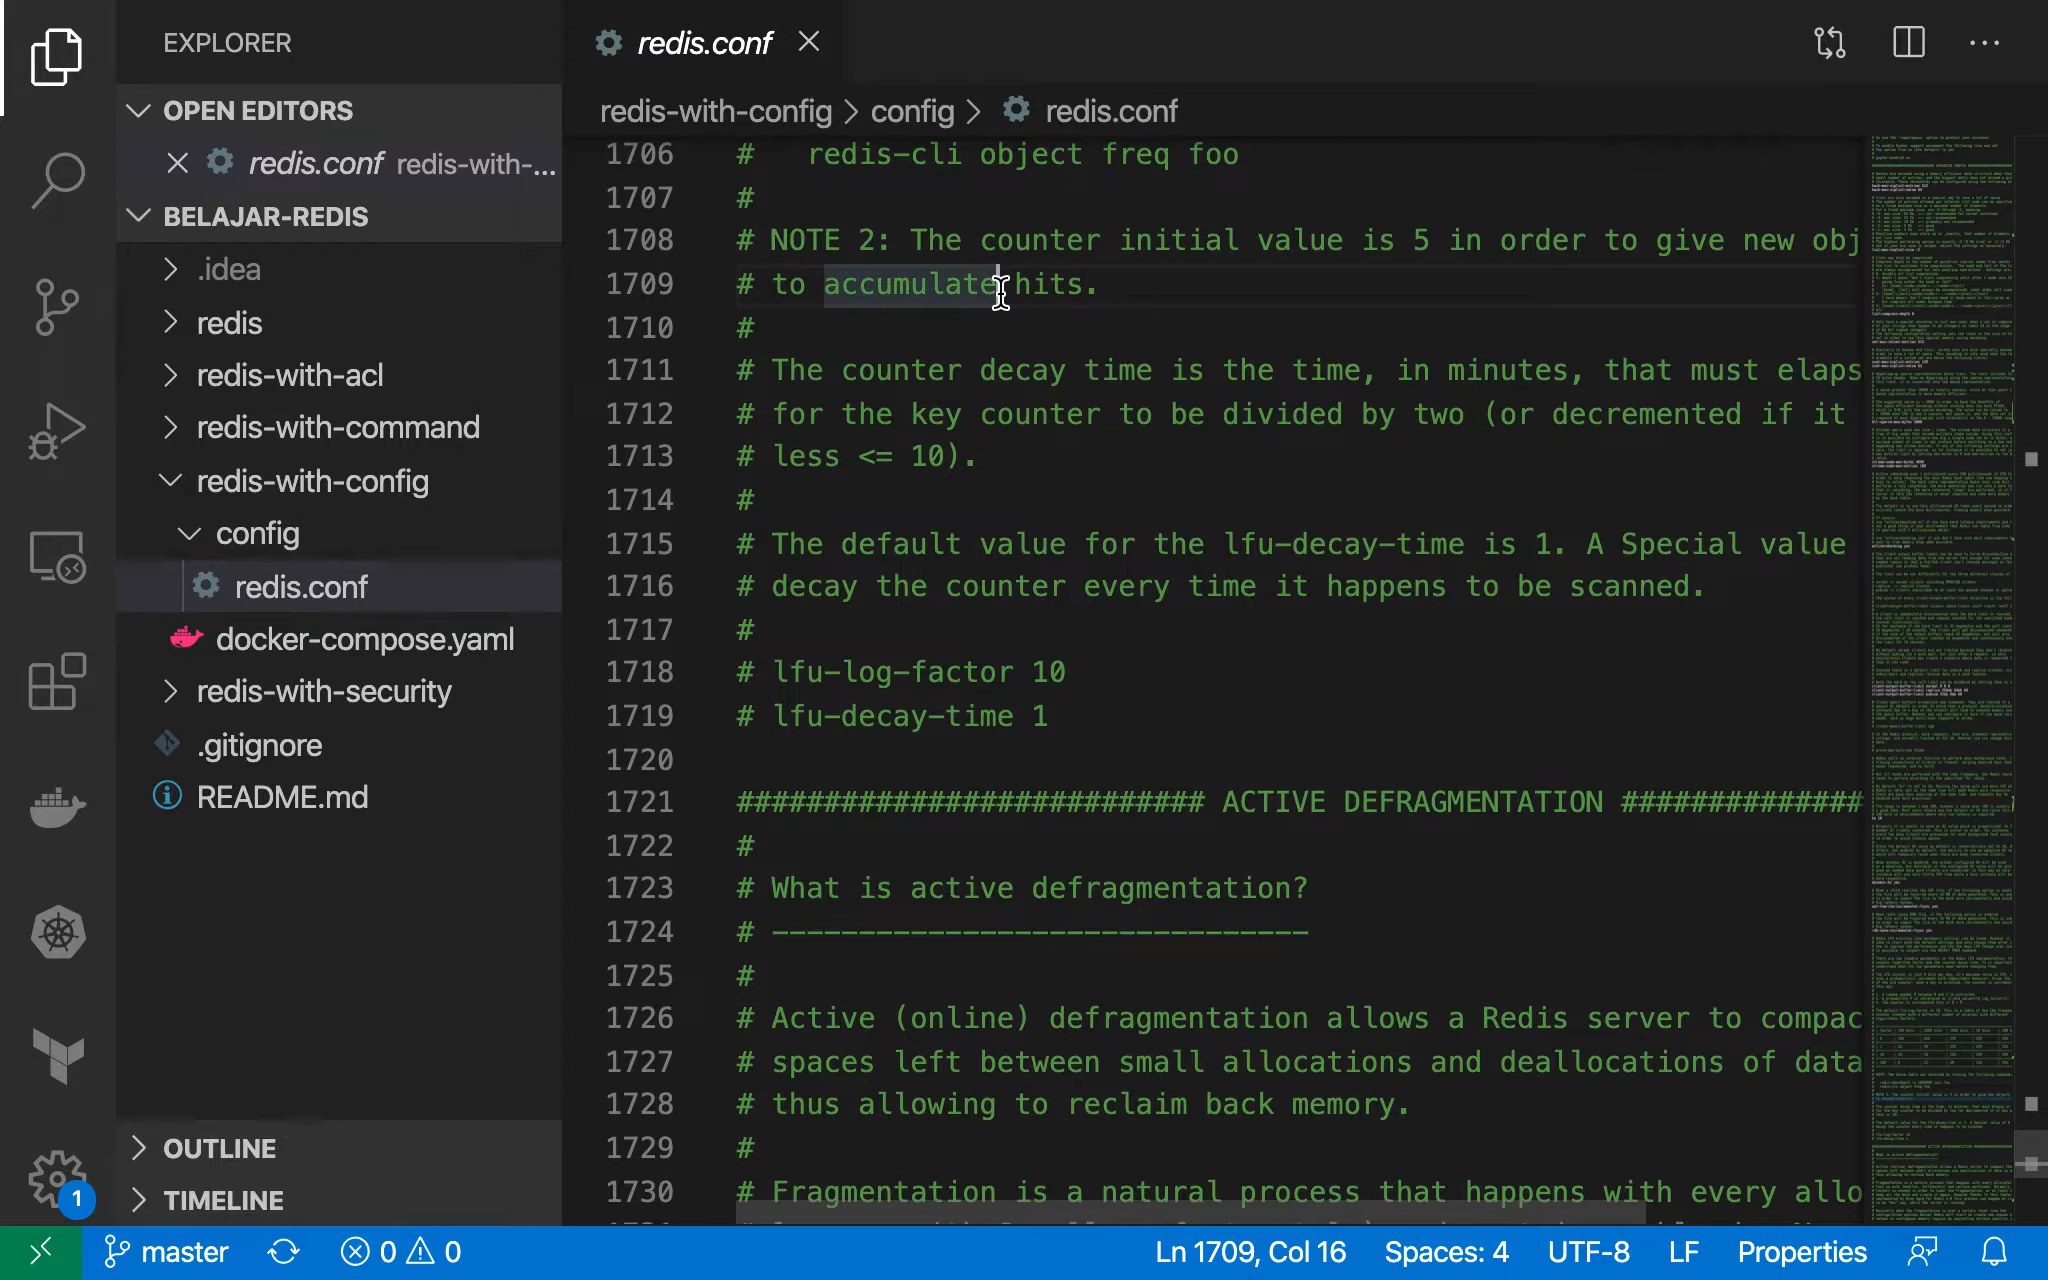 EXPLORER
OPEN EDITORS
redis.conf redis-with-...
BELAJAR-REDIS
.idea
redis
redis-with-acl
redis-with-command
redis-with-config
config
redis.conf
docker-compose.yaml
redis-with-security
.gitignore
README.md
OUTLINE
TIMELINE
1
redis.conf
redis-with-config > config > redis.conf
1706 #   redis-cli object freq foo
1707 #
1708 # NOTE 2: The counter initial value is 5 in order to give new obj
1709 # to accumulate hits.
1710 #
1711 # The counter decay time is the time, in minutes, that must elaps
1712 # for the key counter to be divided by two (or decremented if it
1713 # less <= 10).
1714 #
1715 # The default value for the lfu-decay-time is 1. A Special value
1716 # decay the counter every time it happens to be scanned.
1717 #
1718 # lfu-log-factor 10
1719 # lfu-decay-time 1
1720
1721 ########################### ACTIVE DEFRAGMENTATION ##############
1722 #
1723 # What is active defragmentation?
1724 # -------------------------------
1725 #
1726 # Active (online) defragmentation allows a Redis server to compac
1727 # spaces left between small allocations and deallocations of data
1728 # thus allowing to reclaim back memory.
1729 #
1730 # Fragmentation is a natural process that happens with every allo
master 0 0 Ln 1709, Col 16 Spaces: 4 UTF-8 LF Properties